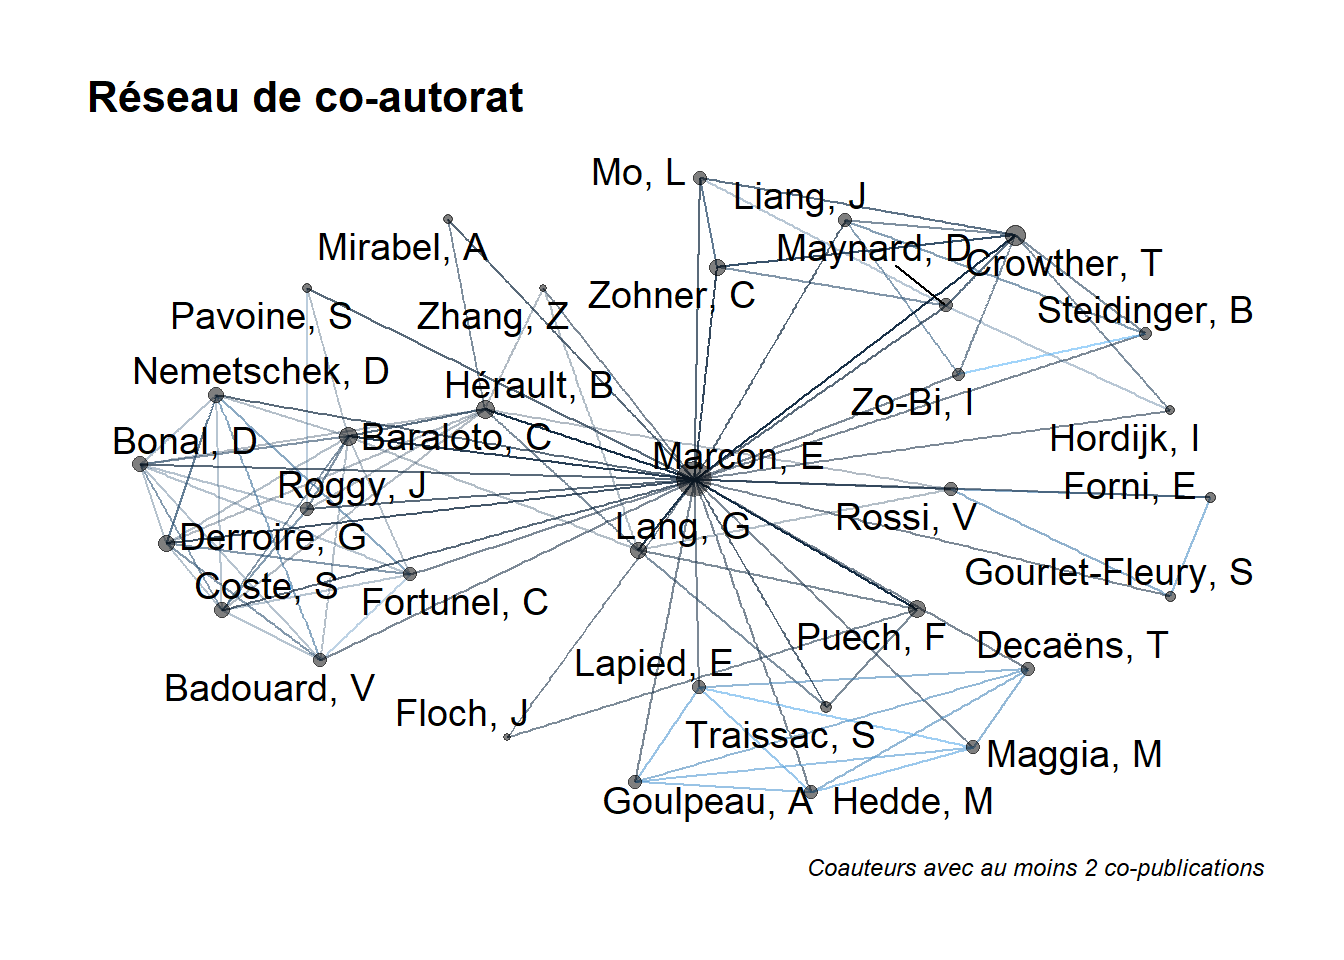 Réseau de co-autorat
Mo, L
Liang, J
Mirabel, A
Maynard, D
Crowther, T
Zohner, C
Steidinger, B
Pavoine, S
Zhang, Z
Nemetschek, D
Hérault, B
Zo-Bi, I
Bonal, D
Baraloto, C
Hordijk, I
Marcon, E
Roggy, J
Forni, E
Rossi, V
Lang, G
Derroire, G
Gourlet-Fleury, S
Coste, S
Fortunel, C
Puech, F
Decaëns, T
Lapied, E
Badouard, V
Floch, J
Traissac, S
Maggia, M
Goulpeau, A
Hedde, M
Coauteurs avec au moins 2 co-publications